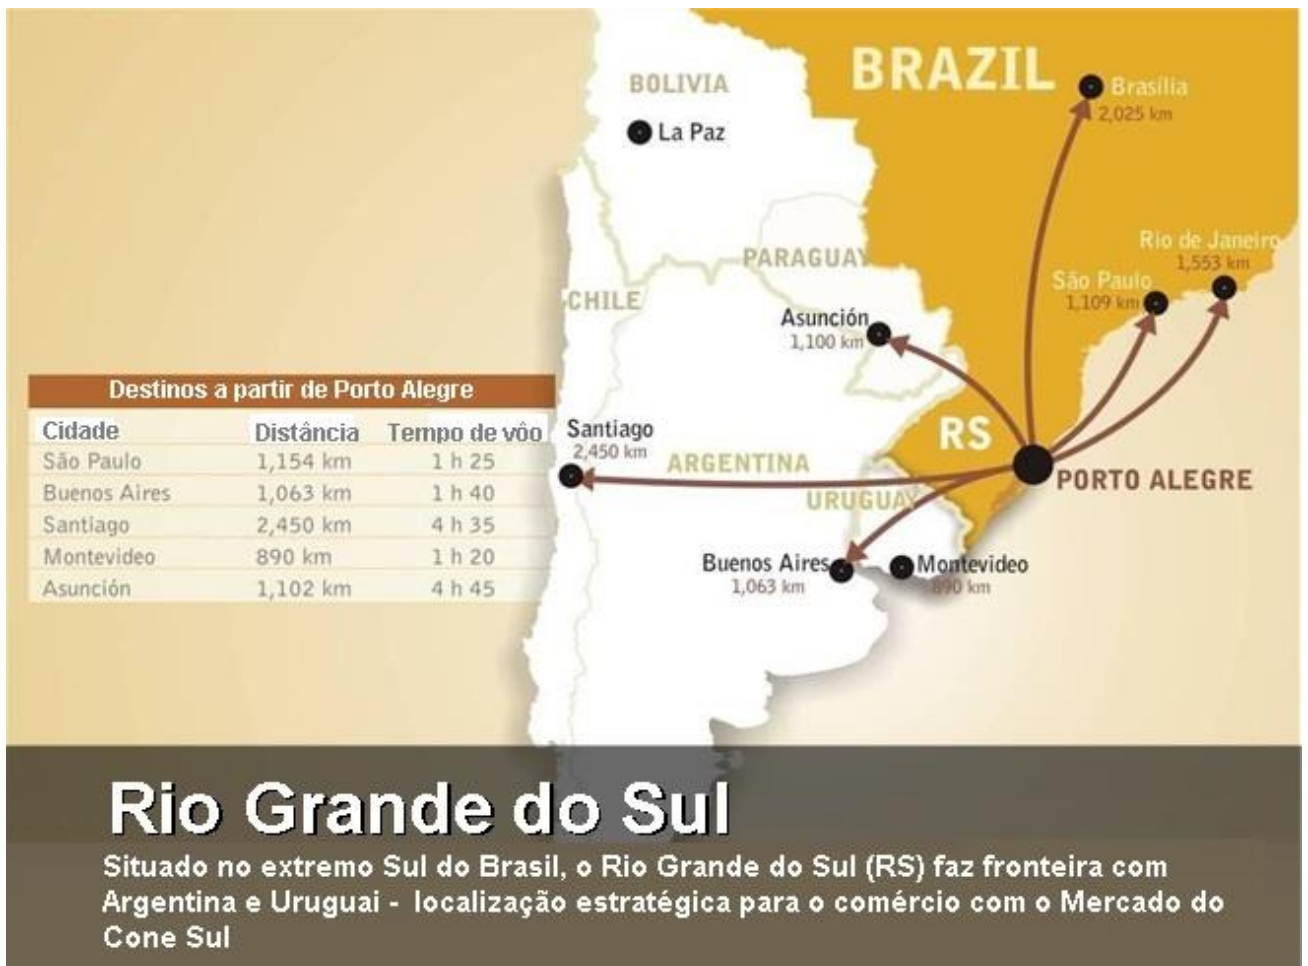 BRAZIL
BOLIVIA
Brasília
2,025 km
La Paz
Rio de Janeiro
1,553 km
PARAGUAY
São Paulo
1,109 km
CHILE
Asunción
1,100 km
Destinos a partir de Porto Alegre
Cidade Distância Tempo de vôo
São Paulo 1,154 km 1 h 25
Buenos Aires 1,063 km 1 h 40
Santiago 2,450 km 4 h 35
Montevideo 890 km 1 h 20
Asunción 1,102 km 4 h 45
Santiago
2,450 km
RS
ARGENTINA
PORTO ALEGRE
URUGUAY
Buenos Aires
1,063 km
Montevideo
890 km
Rio Grande do Sul
Situado no extremo Sul do Brasil, o Rio Grande do Sul (RS) faz fronteira com
Argentina e Uruguai - localização estratégica para o comércio com o Mercado do
Cone Sul